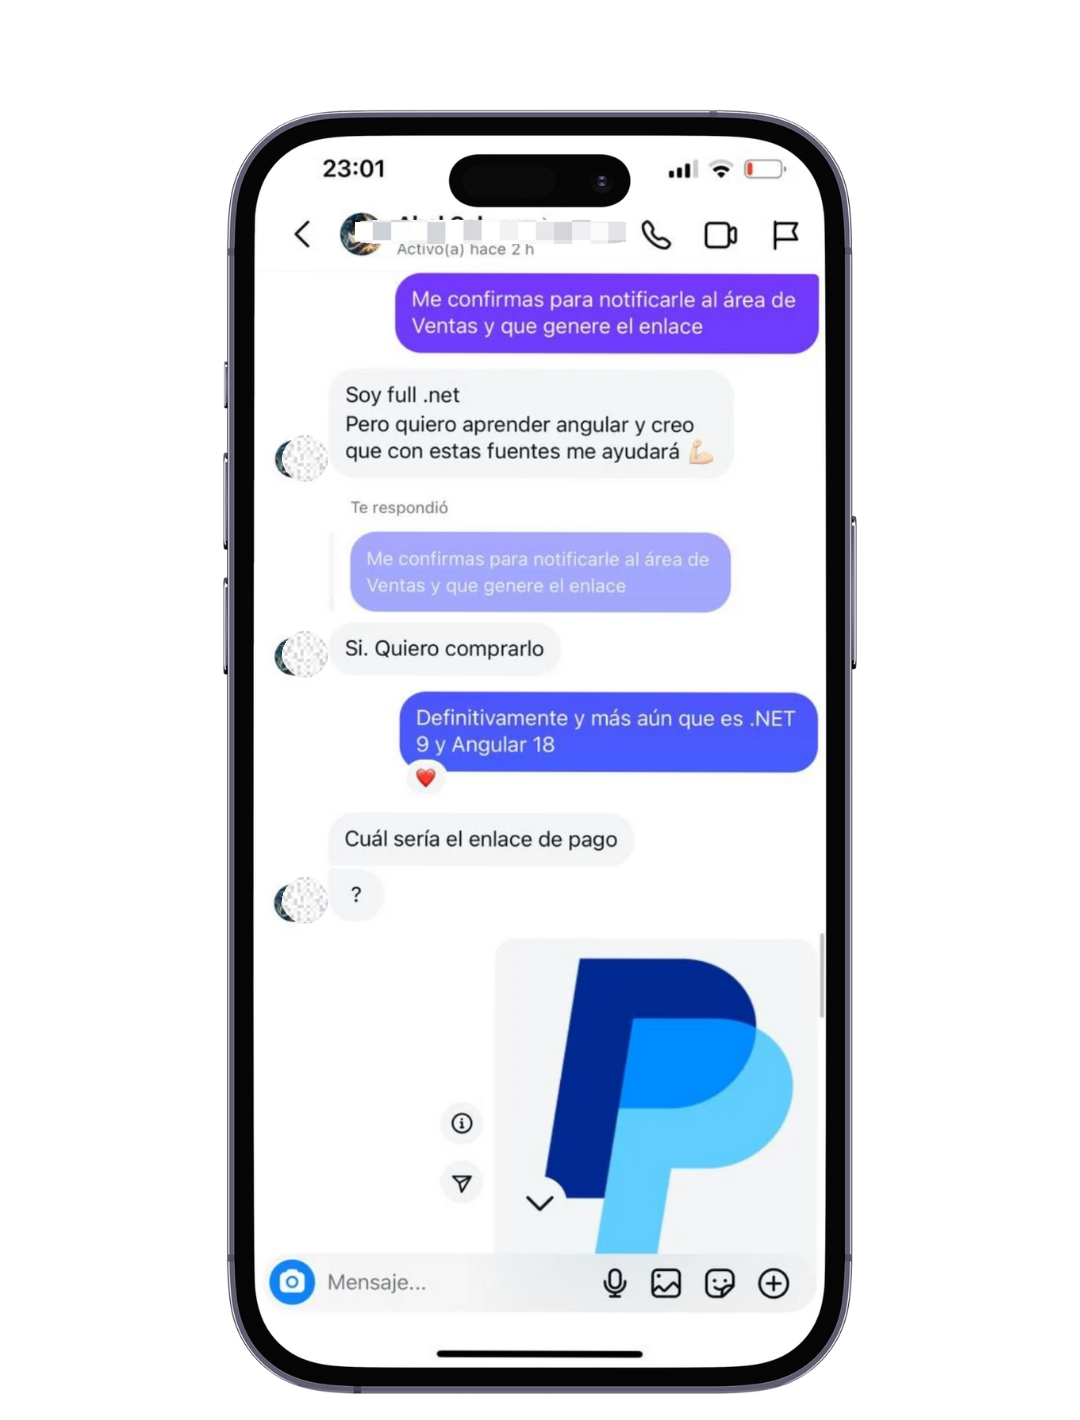 23:01
Activo(a) hace 2 h
Me confirmas para notificarle al área de
Ventas y que genere el enlace
Soy full .net
Pero quiero aprender angular y creo
que con estas fuentes me ayudará 💪🏻
Te respondió
Me confirmas para notificarle al área de
Ventas y que genere el enlace
Si. Quiero comprarlo
Definitivamente y más aún que es .NET
9 y Angular 18
❤️
Cuál sería el enlace de pago
?
Mensaje...